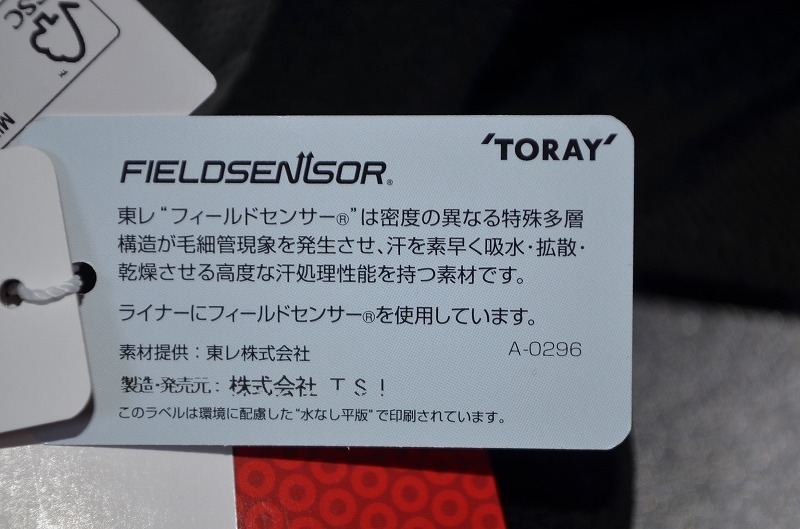 FSC
TM
'TORAY'
FIELDSENSOR®
東レ“フィールドセンサー®”は密度の異なる特殊多層
構造が毛細管現象を発生させ、汗を素早く吸水・拡散・
乾燥させる高度な汗処理性能を持つ素材です。
ライナーにフィールドセンサー®を使用しています。
素材提供：東レ株式会社
A-0296
製造・発売元：株式会社 TSI
このラベルは環境に配慮した“水なし平版”で印刷されています。